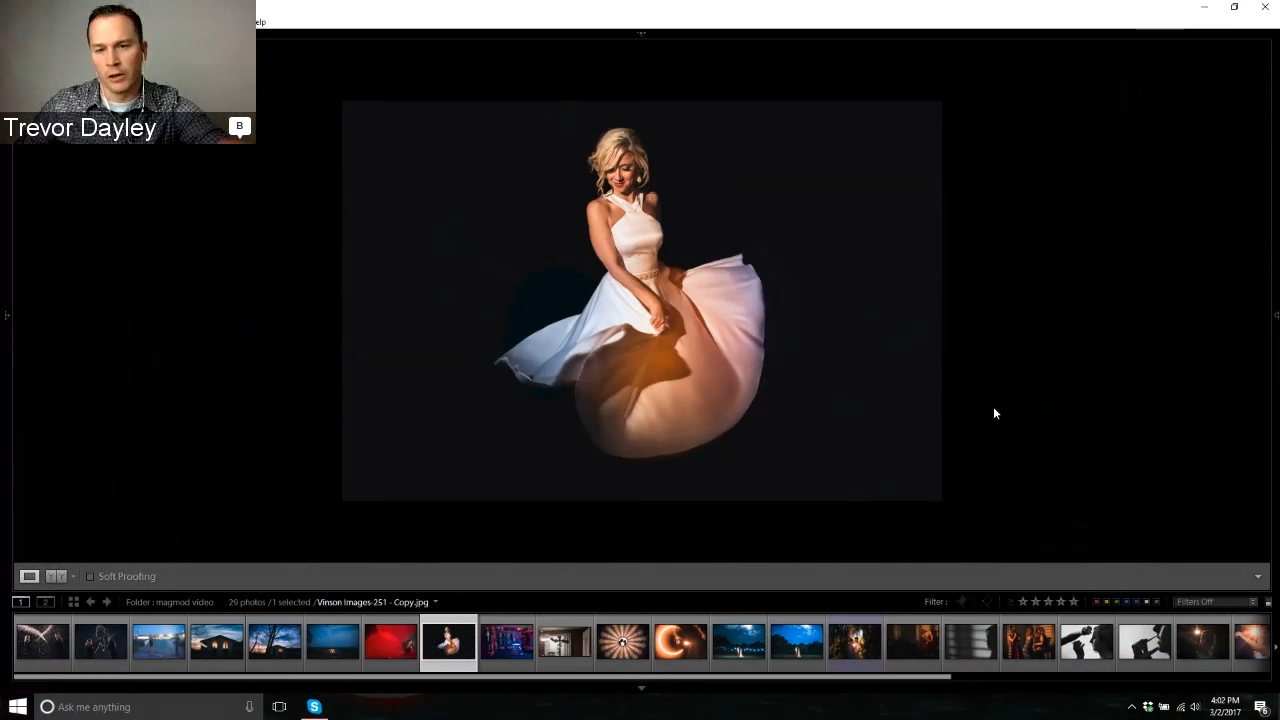 elp
Trevor Dayley
B
Soft Proofing
1 2 Folder : magmod video 29 photos /1 selected /Vinson Images-251 - Copy.jpg Filter : Filters Off
Ask me anything
4:02 PM
3/2/2017
6